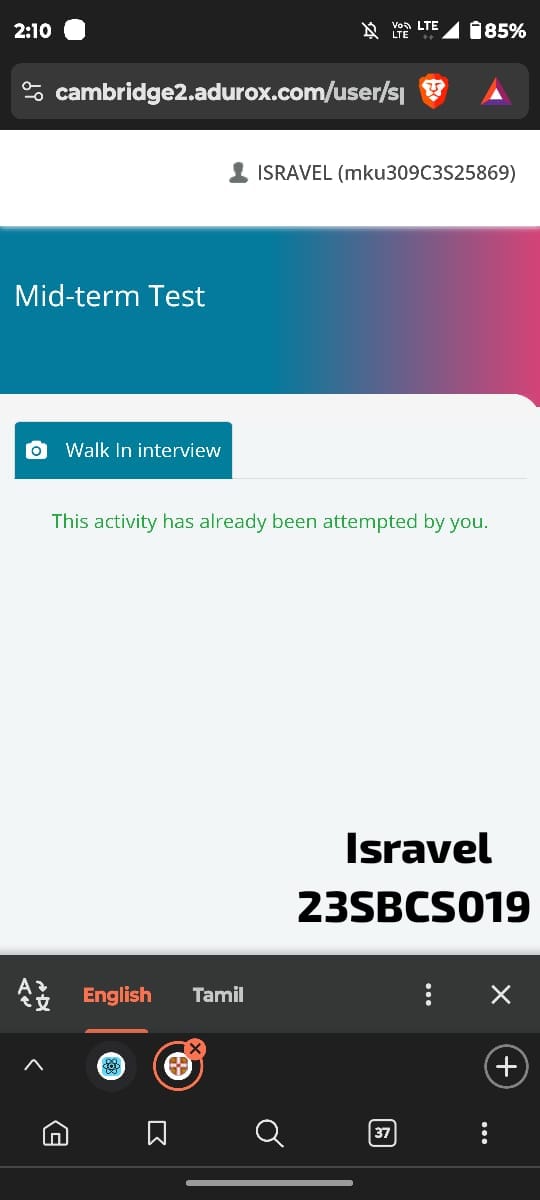 2:10
Vo)) LTE
LTE
85%
cambridge2.adurox.com/user/s
ISRAVEL (mku309C3S25869)
Mid-term Test
Walk In interview
This activity has already been attempted by you.
Isravel
23SBCS019
English Tamil
37